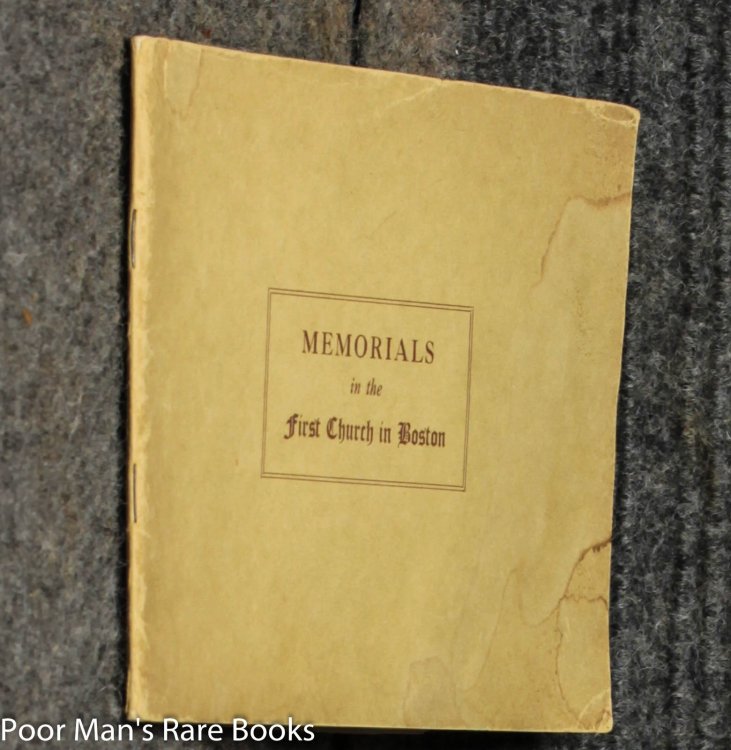 MEMORIALS
in the
First Church in Boston
Poor Man's Rare Books